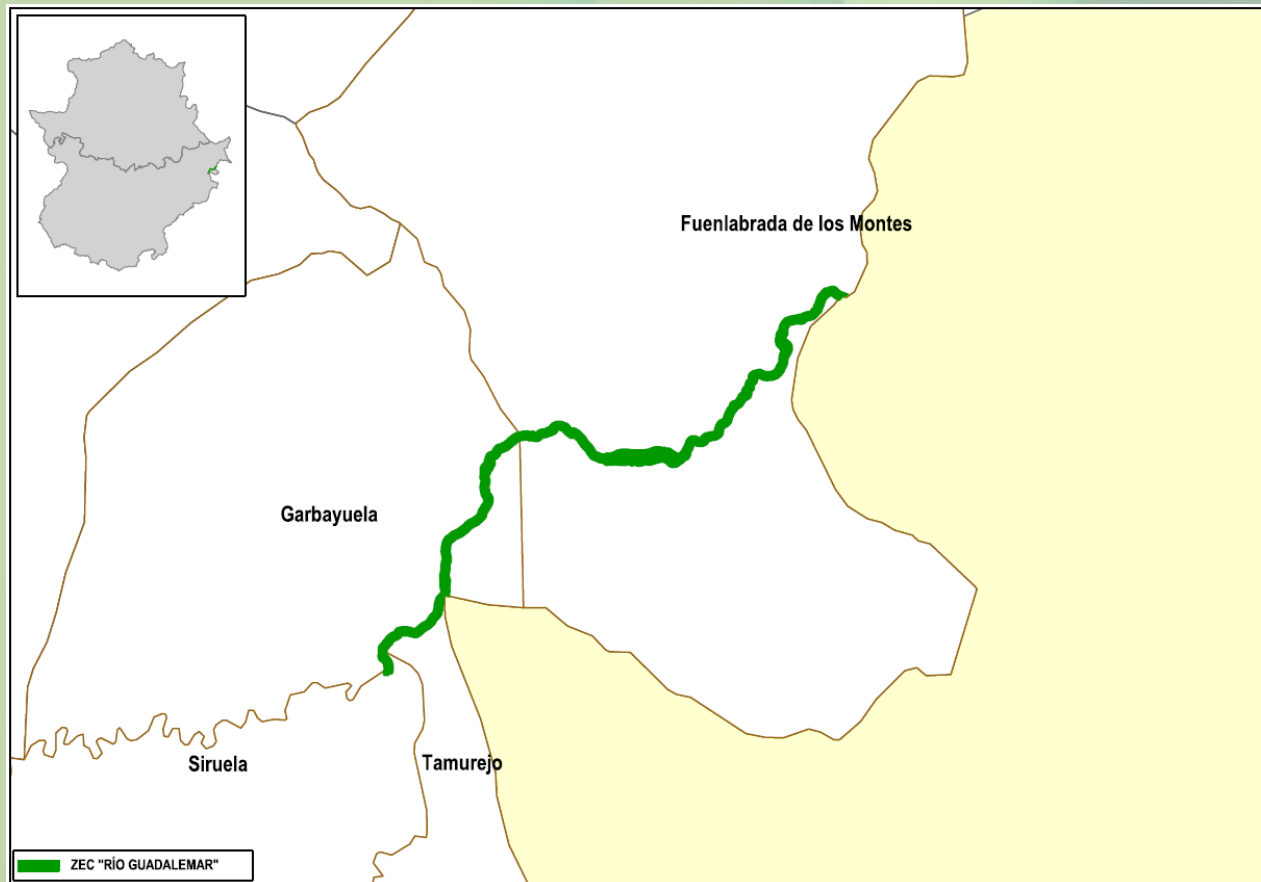 Fuenlabrada de los Montes
Garbayuela
Siruela
Tamurejo
ZEC "RÍO GUADALEMAR"